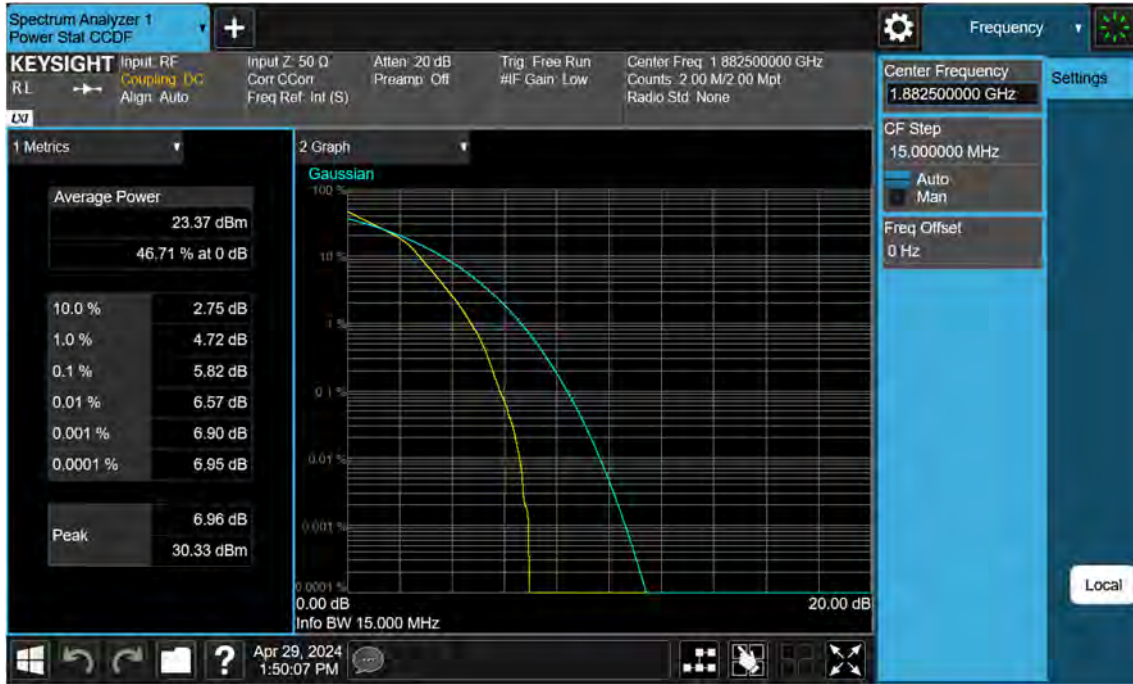 Spectrum Analyzer 1
Power Stat CCDF
Frequency
KEYSIGHT
RL
LXI
Input: RF
Coupling: DC
Align: Auto
Input Z: 50 Ω
Corr CCorr
Freq Ref: Int (S)
Atten: 20 dB
Preamp: Off
Trig: Free Run
#IF Gain: Low
Center Freq: 1.882500000 GHz
Counts: 2.00 M/2.00 Mpt
Radio Std: None
Center Frequency
1.882500000 GHz
Settings
CF Step
15.000000 MHz
Auto
Man
Freq Offset
0 Hz
1 Metrics
Average Power
23.37 dBm
46.71 % at 0 dB
10.0 % 2.75 dB
1.0 % 4.72 dB
0.1 % 5.82 dB
0.01 % 6.57 dB
0.001 % 6.90 dB
0.0001 % 6.95 dB
Peak
6.96 dB
30.33 dBm
2 Graph
Gaussian
100 %
10 %
1 %
0.1 %
0.01 %
0.001 %
0.0001 %
0.00 dB 20.00 dB
Info BW 15.000 MHz
Local
?
Apr 29, 2024
1:50:07 PM